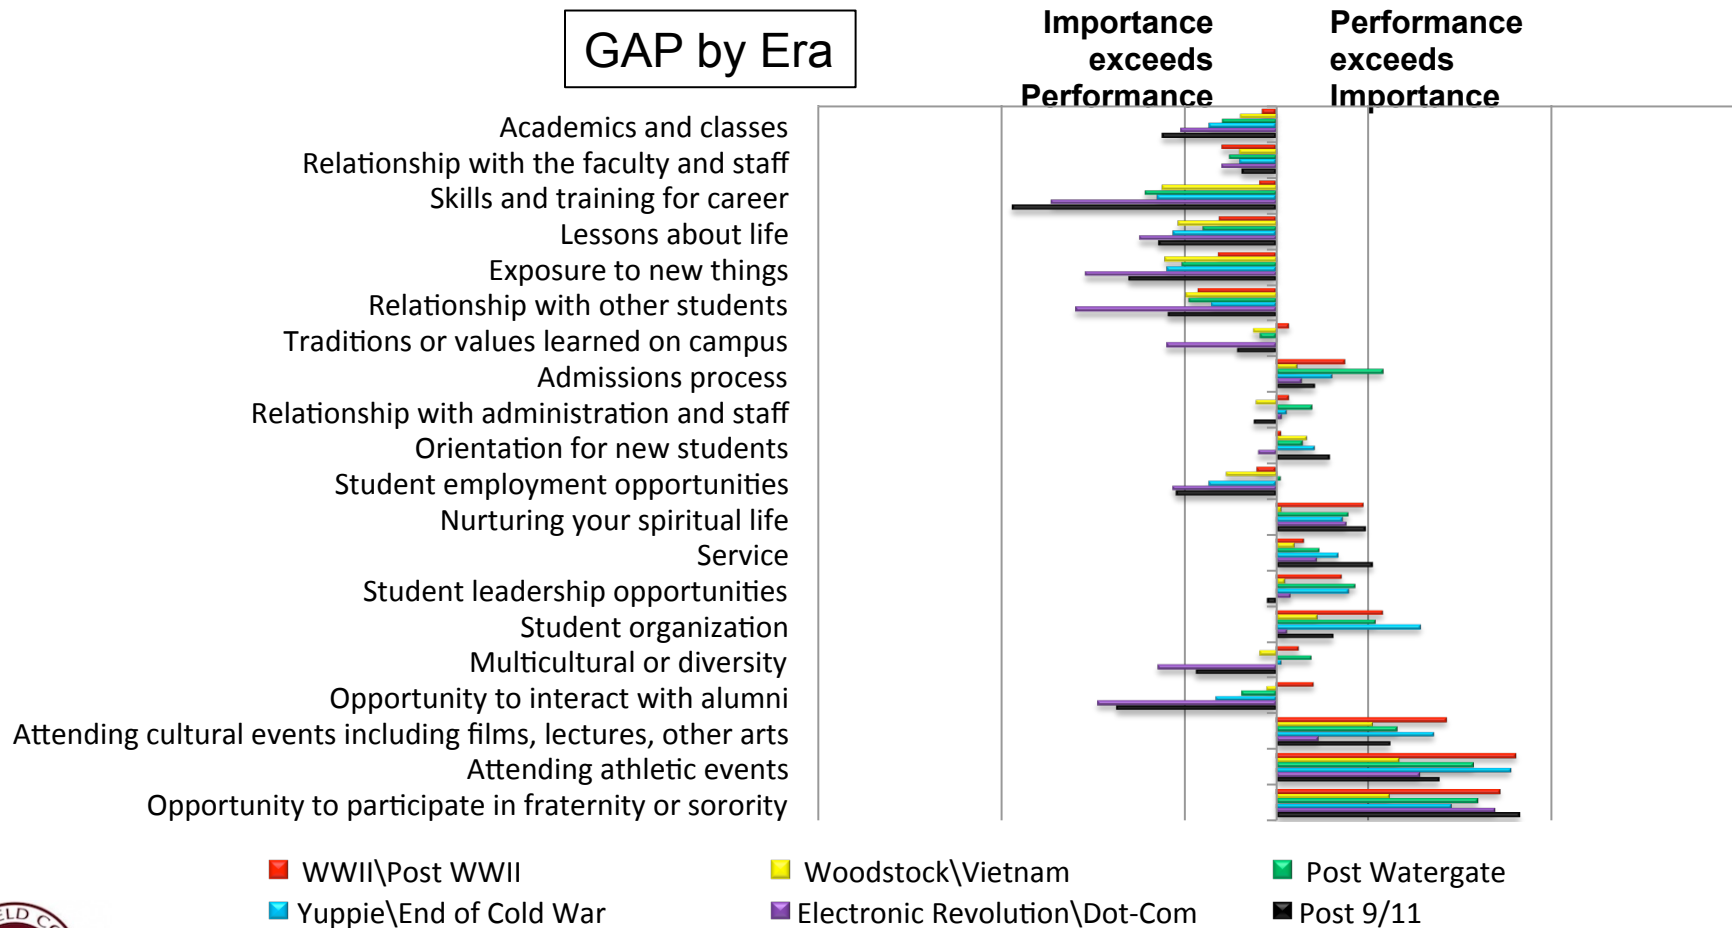 GAP by Era
Importance
exceeds
Performance
Performance
exceeds
Importance
Academics and classes
Relationship with the faculty and staff
Skills and training for career
Lessons about life
Exposure to new things
Relationship with other students
Traditions or values learned on campus
Admissions process
Relationship with administration and staff
Orientation for new students
Student employment opportunities
Nurturing your spiritual life
Service
Student leadership opportunities
Student organization
Multicultural or diversity
Opportunity to interact with alumni
Attending cultural events including films, lectures, other arts
Attending athletic events
Opportunity to participate in fraternity or sorority
WWII\Post WWII
Woodstock\Vietnam
Post Watergate
Yuppie\End of Cold War
Electronic Revolution\Dot-Com
Post 9/11